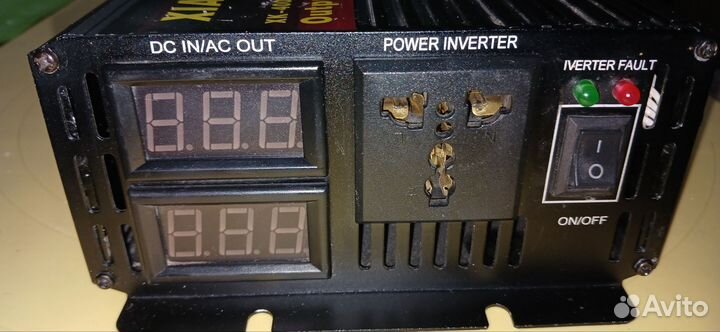 DC IN/AC OUT
POWER INVERTER
IVERTER FAULT
I
O
ON/OFF
Avito